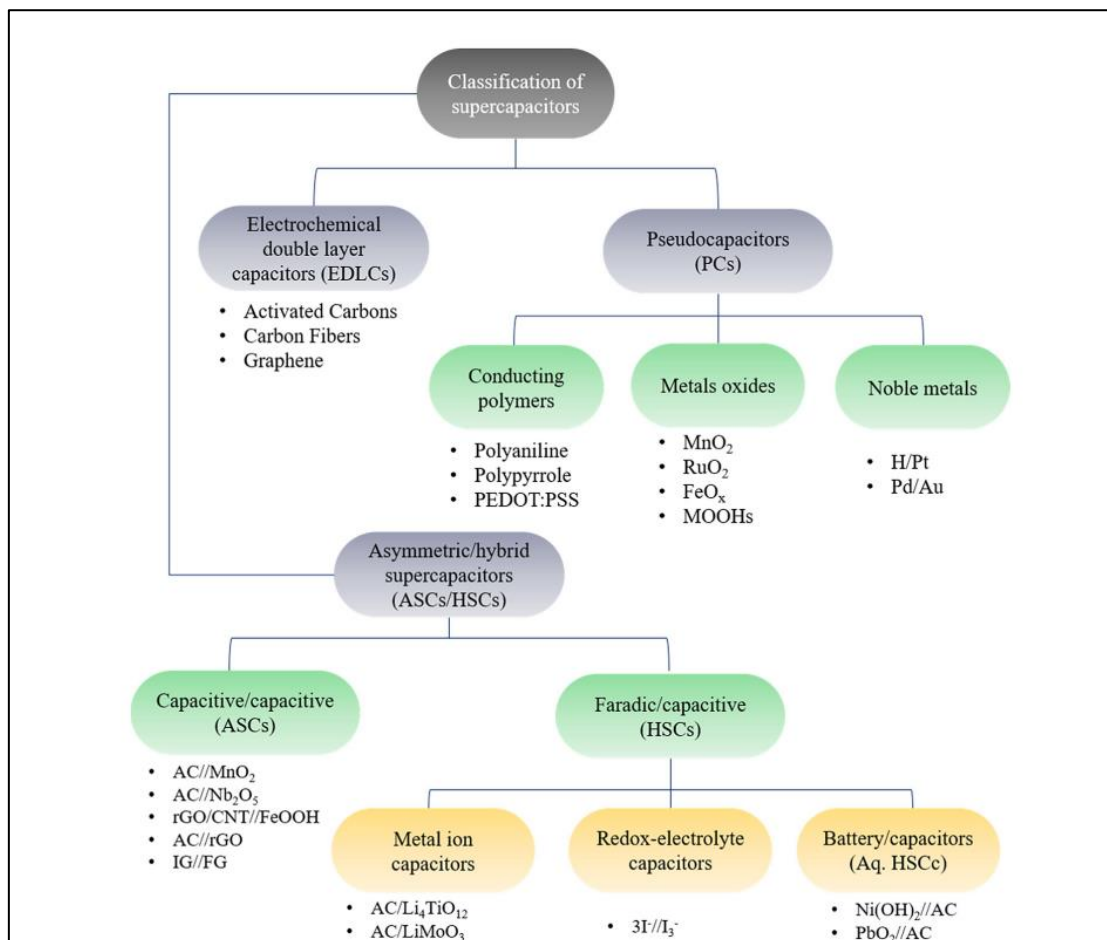 Classification of
supercapacitors
Electrochemical
double layer
capacitors (EDLCs)
• Activated Carbons
• Carbon Fibers
• Graphene
Pseudocapacitors
(PCs)
Conducting
polymers
• Polyaniline
• Polypyrrole
• PEDOT:PSS
Metals oxides
• MnO₂
• RuO₂
• FeOₓ
• MOOHs
Noble metals
• H/Pt
• Pd/Au
Asymmetric/hybrid
supercapacitors
(ASCs/HSCs)
Capacitive/capacitive
(ASCs)
• AC//MnO₂
• AC//Nb₂O₅
• rGO/CNT//FeOOH
• AC//rGO
• IG//FG
Faradic/capacitive
(HSCs)
Metal ion
capacitors
• AC/Li₄TiO₁₂
• AC/LiMoO₃
Redox-electrolyte
capacitors
• 3I⁻//I₃⁻
Battery/capacitors
(Aq. HSCc)
• Ni(OH)₂//AC
• PbO₂//AC